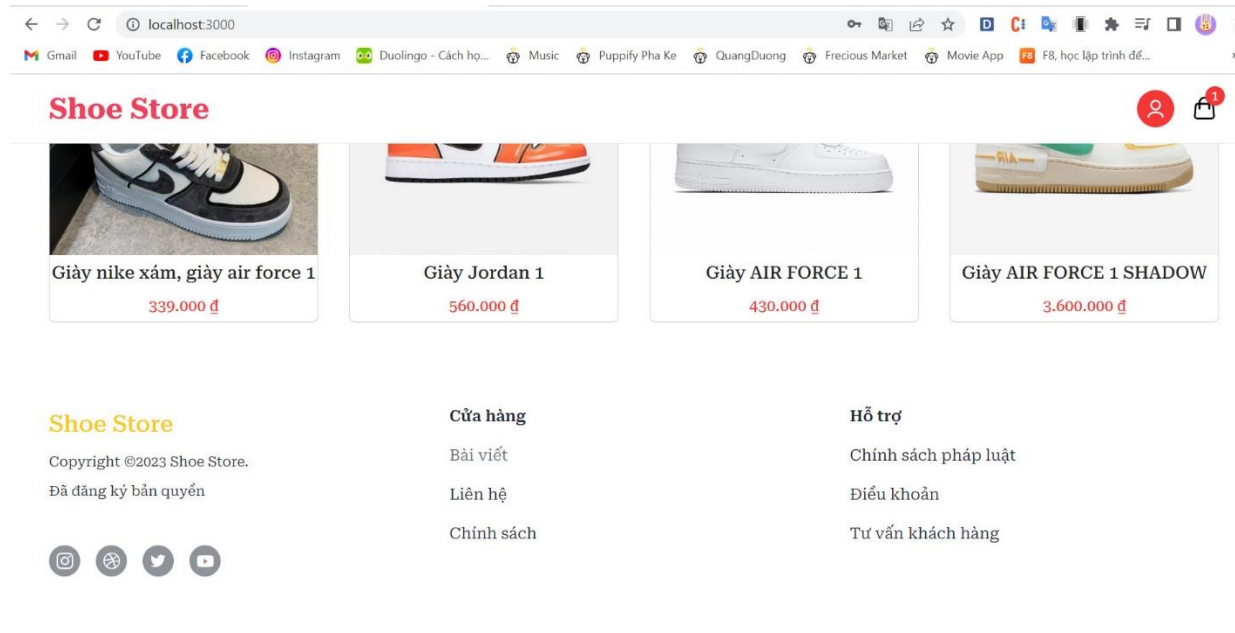 localhost:3000
Gmail YouTube Facebook Instagram Duolingo - Cách họ... Music Puppify Pha Ke QuangDuong Frecious Market Movie App F8 F8, học lập trình để...
Shoe Store
1
AIR
Giày nike xám, giày air force 1 Giày Jordan 1 Giày AIR FORCE 1 Giày AIR FORCE 1 SHADOW
339.000 ₫ 560.000 ₫ 430.000 ₫ 3.600.000 ₫
Shoe Store
Copyright ©2023 Shoe Store.
Đã đăng ký bản quyền
Cửa hàng
Bài viết
Liên hệ
Chính sách
Hỗ trợ
Chính sách pháp luật
Điều khoản
Tư vấn khách hàng